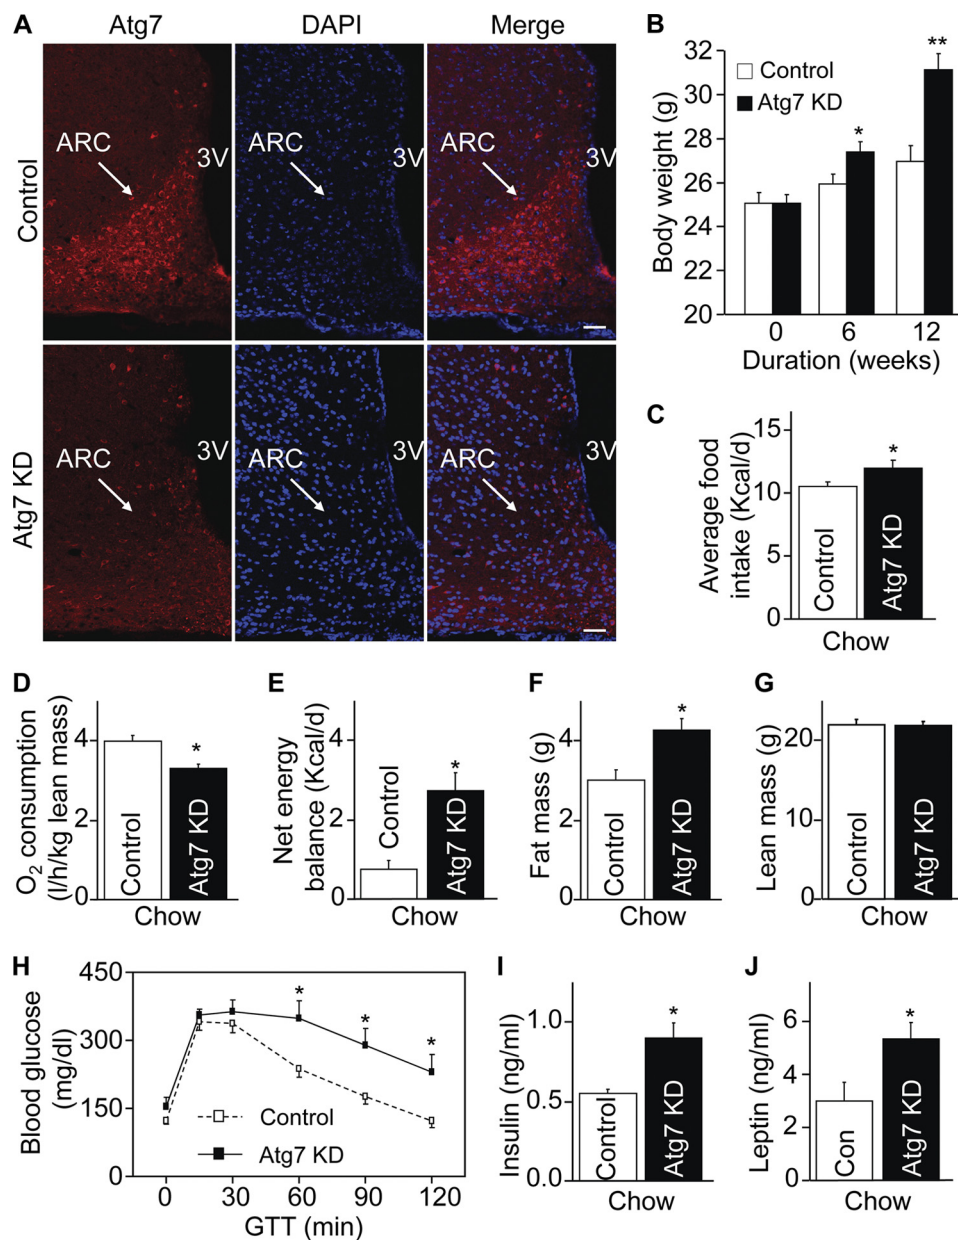 A
Atg7
DAPI
Merge
Control
ARC
3V
ARC
3V
ARC
3V
Atg7 KD
ARC
3V
ARC
3V
ARC
3V
B
Body weight (g)
32
30
28
26
24
22
20
Control
Atg7 KD
*
**
0 6 12
Duration (weeks)
C
Average food
intake (Kcal/d)
15
10
5
0
Control
Atg7 KD
*
Chow
D
O2 consumption
(l/h/kg lean mass)
4
2
0
Control
Atg7 KD
*
Chow
E
Net energy
balance (Kcal/d)
4
2
0
Control
Atg7 KD
*
Chow
F
Fat mass (g)
4
2
0
Control
Atg7 KD
*
Chow
G
Lean mass (g)
20
10
0
Control
Atg7 KD
Chow
H
Blood glucose
(mg/dl)
450
300
150
0
* * *
Control
Atg7 KD
0 30 60 90 120
GTT (min)
I
Insulin (ng/ml)
1.0
0.5
0.0
Control
Atg7 KD
*
Chow
J
Leptin (ng/ml)
6
4
2
0
Con
Atg7 KD
*
Chow